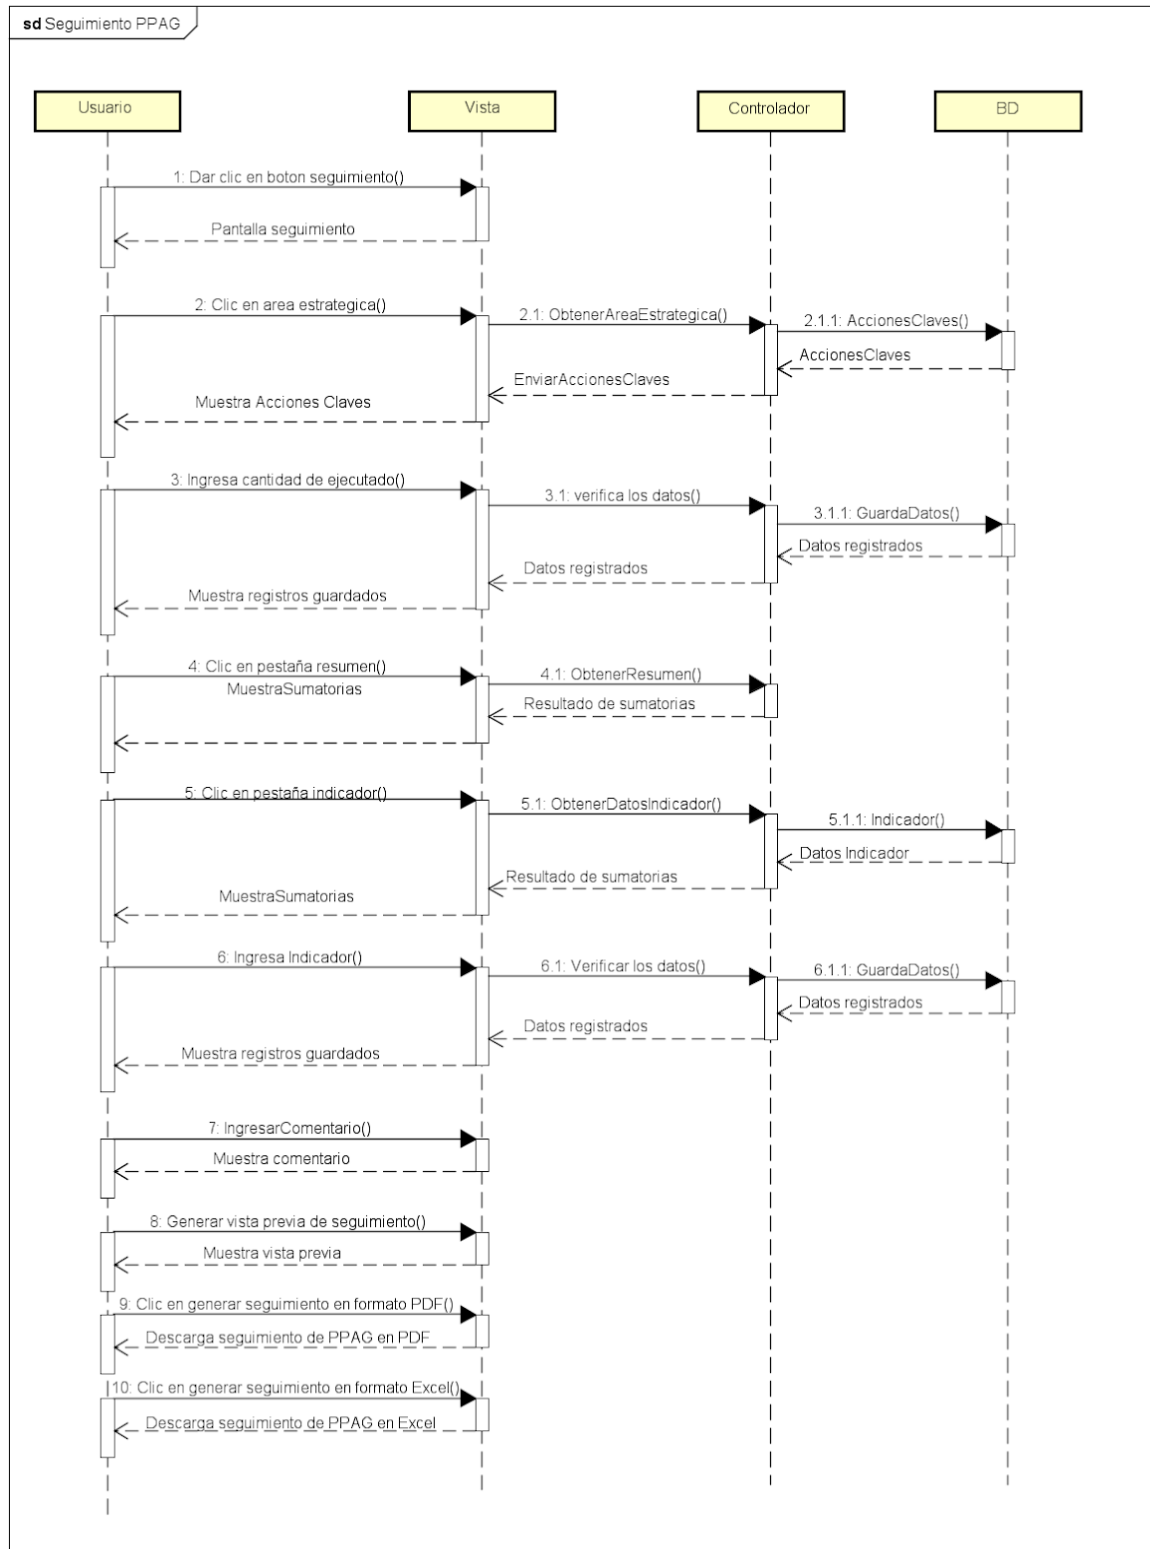 sd Seguimiento PPAG
Usuario
Vista
Controlador
BD
1: Dar clic en boton seguimiento()
Pantalla seguimiento
2: Clic en area estrategica()
2.1: ObtenerAreaEstrategica()
2.1.1: AccionesClaves()
AccionesClaves
EnviarAccionesClaves
Muestra Acciones Claves
3: Ingresa cantidad de ejecutado()
3.1: verifica los datos()
3.1.1: GuardaDatos()
Datos registrados
Datos registrados
Muestra registros guardados
4: Clic en pestaña resumen()
4.1: ObtenerResumen()
MuestraSumatorias
Resultado de sumatorias
5: Clic en pestaña indicador()
5.1: ObtenerDatosIndicador()
5.1.1: Indicador()
Datos Indicador
Resultado de sumatorias
MuestraSumatorias
6: Ingresa Indicador()
6.1: Verificar los datos()
6.1.1: GuardaDatos()
Datos registrados
Datos registrados
Muestra registros guardados
7: IngresarComentario()
Muestra comentario
8: Generar vista previa de seguimiento()
Muestra vista previa
9: Clic en generar seguimiento en formato PDF()
Descarga seguimiento de PPAG en PDF
10: Clic en generar seguimiento en formato Excel()
Descarga seguimiento de PPAG en Excel